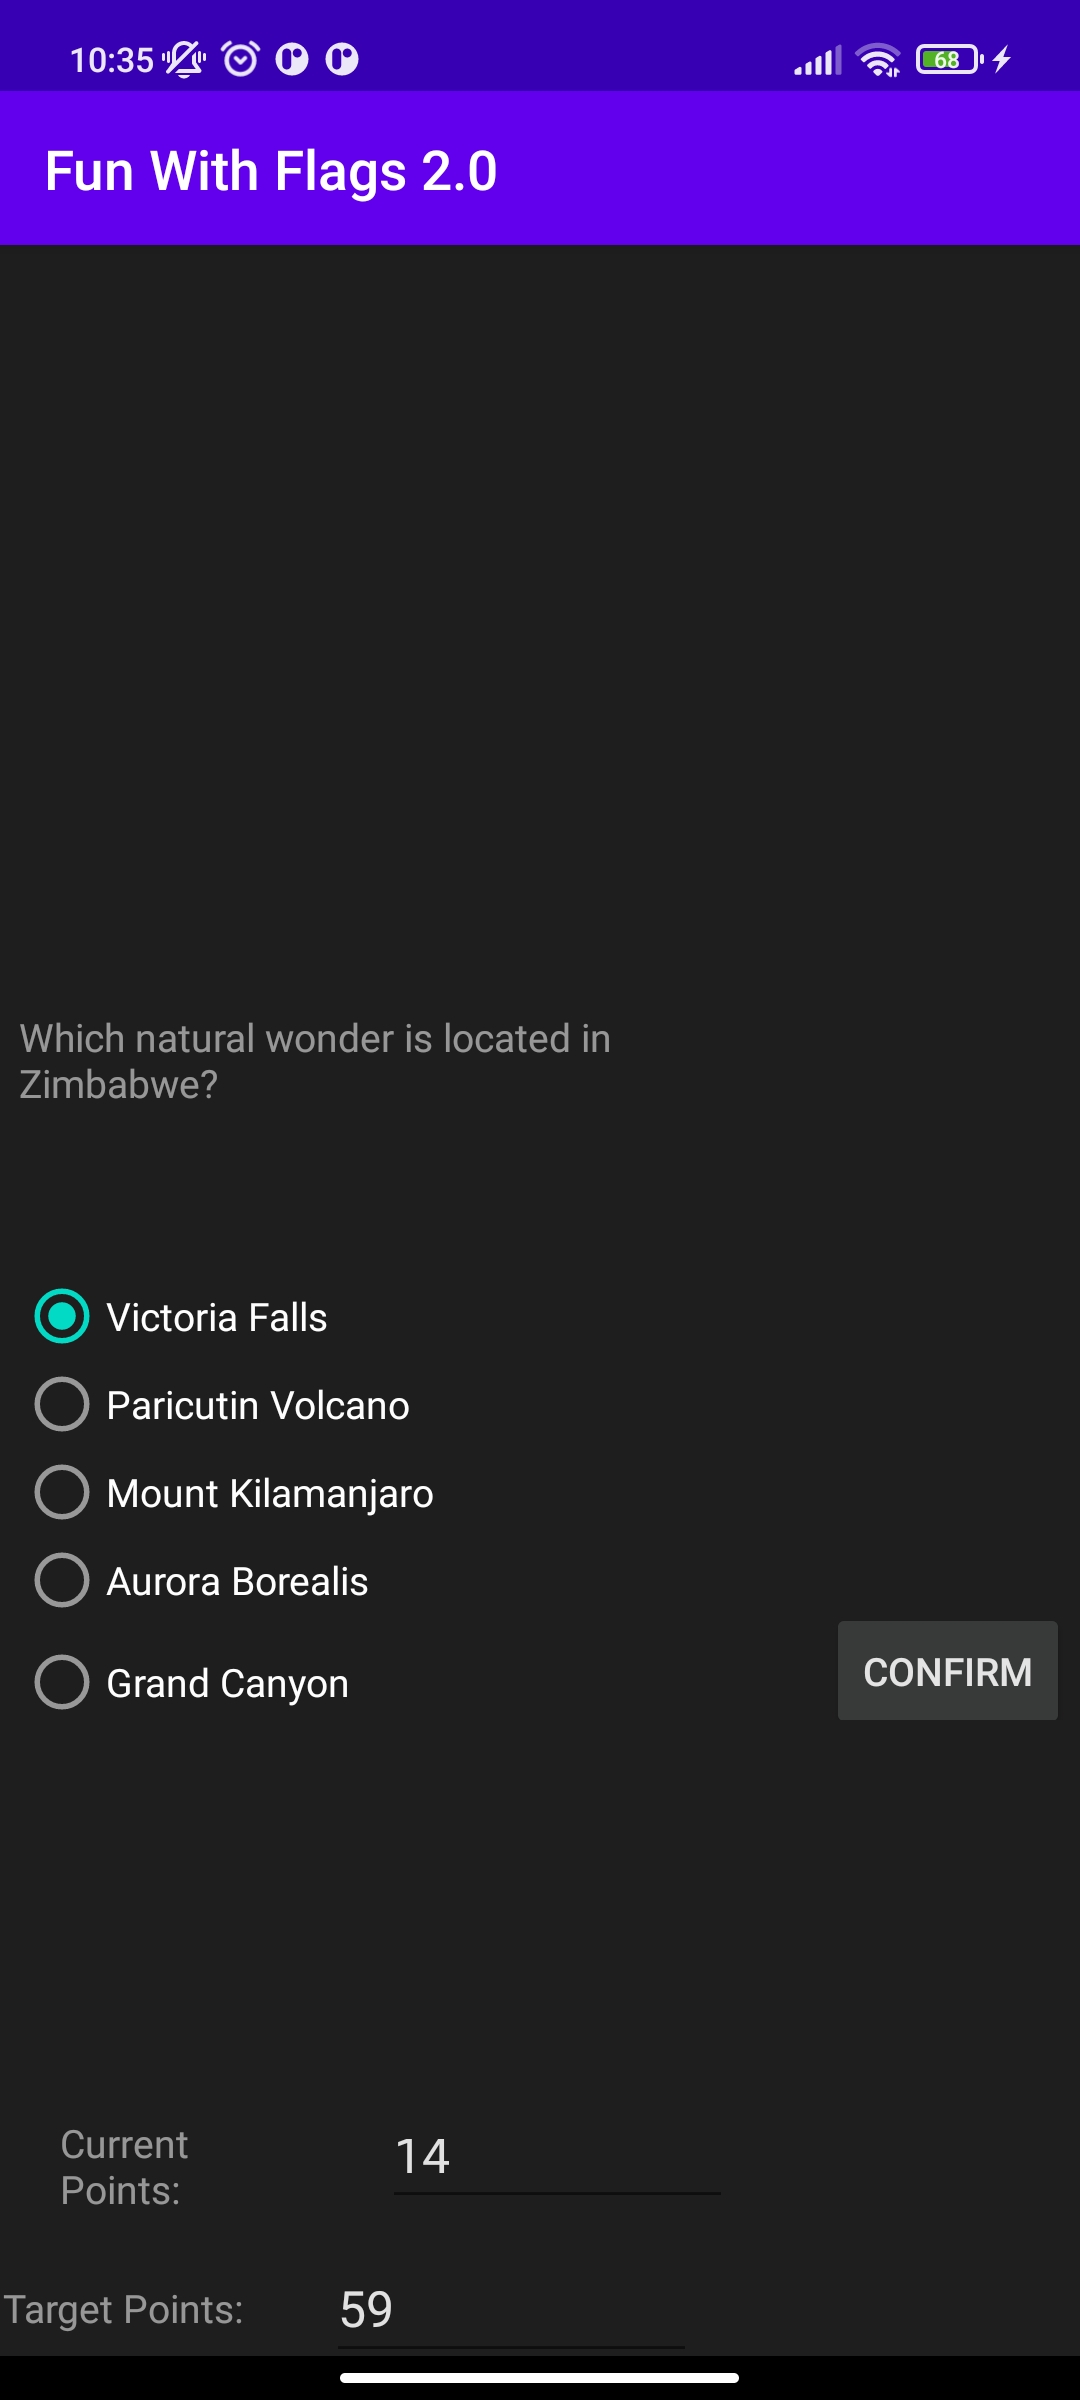 10:35
68
Fun With Flags 2.0
Which natural wonder is located in
Zimbabwe?
Victoria Falls
Paricutin Volcano
Mount Kilamanjaro
Aurora Borealis
Grand Canyon
CONFIRM
Current
Points:
14
Target Points:
59